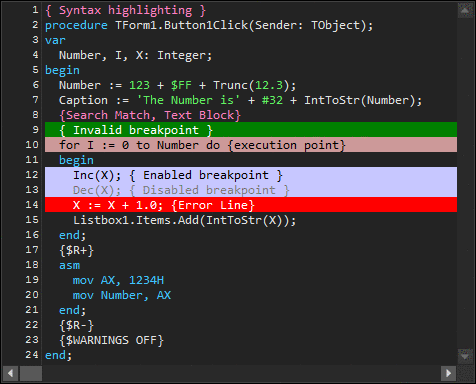 1 { Syntax highlighting }
2 procedure TForm1.Button1Click(Sender: TObject);
3 var
4   Number, I, X: Integer;
5 begin
6   Number := 123 + $FF + Trunc(12.3);
7   Caption := 'The Number is' + #32 + IntToStr(Number);
8   {Search Match, Text Block}
9   { Invalid breakpoint }
10   for I := 0 to Number do {execution point}
11   begin
12     Inc(X); { Enabled breakpoint }
13     Dec(X); { Disabled breakpoint }
14     X := X + 1.0; {Error Line}
15     Listbox1.Items.Add(IntToStr(X));
16   end;
17   {$R+}
18   asm
19     mov AX, 1234H
20     mov Number, AX
21   end;
22   {$R-}
23   {$WARNINGS OFF}
24 end;